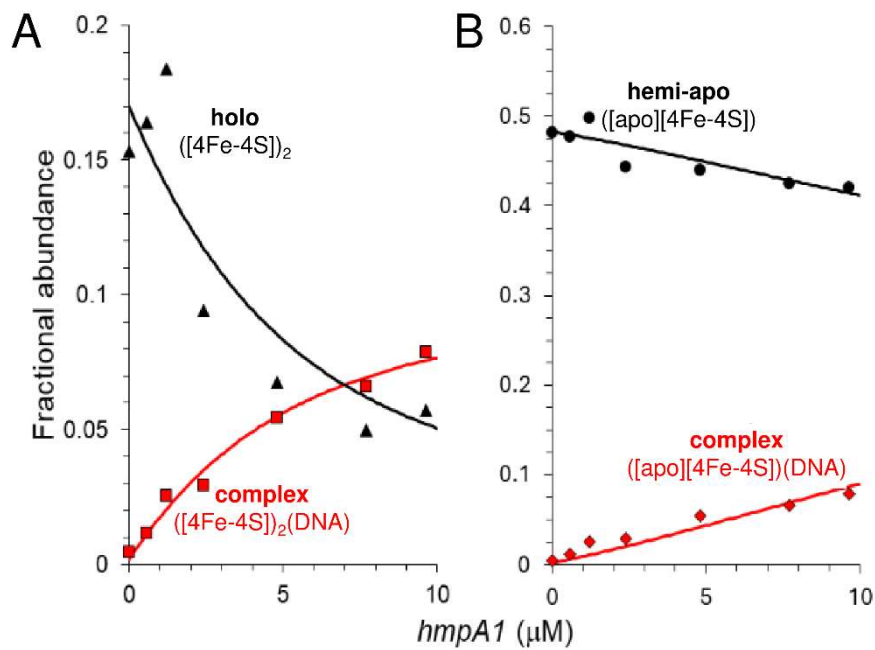 A
B
Fractional abundance
0.2
0.15
0.1
0.05
0
holo
([4Fe-4S])2
complex
([4Fe-4S])2(DNA)
0
5
10
0.6
0.5
0.4
0.3
0.2
0.1
0
hemi-apo
([apo][4Fe-4S])
complex
([apo][4Fe-4S])(DNA)
0
5
10
hmpA1 (μM)